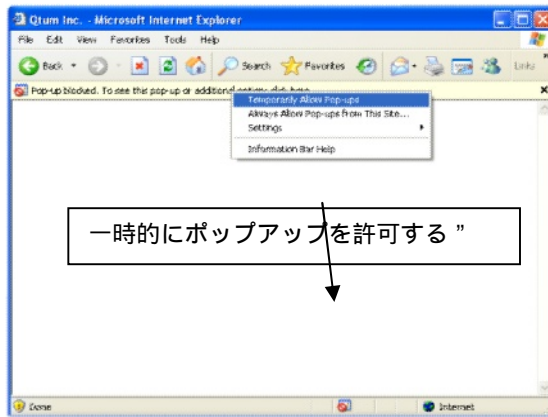 Qtum Inc. - Microsoft Internet Explorer
File Edit View Favorites Tools Help
Back Search Favorites Links
Pop-up blocked. To see this pop-up or additional options click here
Temporarily Allow Pop-ups
Always Allow Pop-ups from This Site...
Settings
Information Bar Help
一時的にポップアップを許可する ”
Done Internet